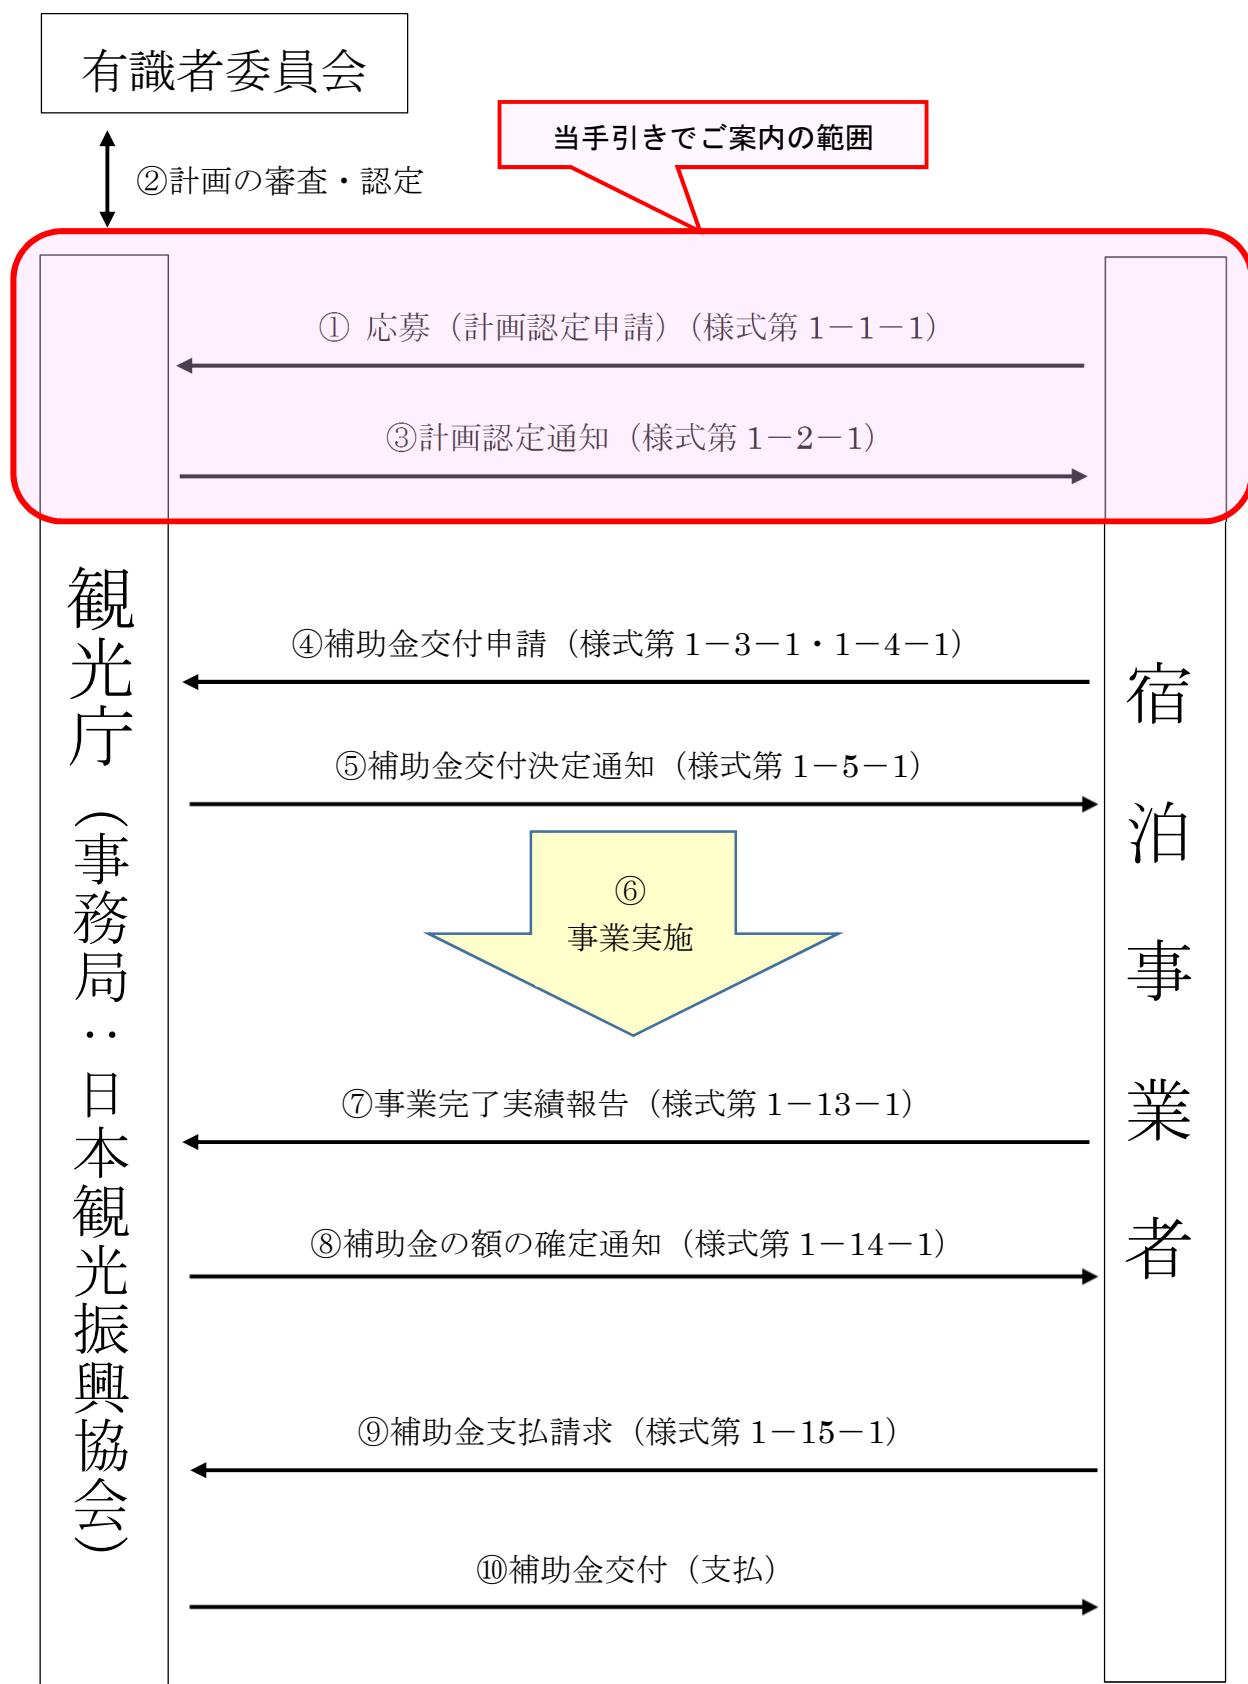 有識者委員会
当手引きでご案内の範囲
②計画の審査・認定
① 応募（計画認定申請）（様式第 1－1－1）
③計画認定通知（様式第 1－2－1）
観光庁（事務局：日本観光振興協会）
宿泊事業者
④補助金交付申請（様式第 1－3－1・1－4－1）
⑤補助金交付決定通知（様式第 1－5－1）
⑥
事業実施
⑦事業完了実績報告（様式第 1－13－1）
⑧補助金の額の確定通知（様式第 1－14－1）
⑨補助金支払請求（様式第 1－15－1）
⑩補助金交付（支払）